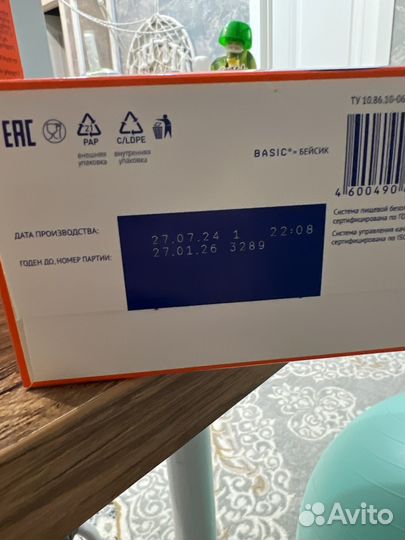 ТУ 10.86.10-06
EAC
21
PAP
внешняя
упаковка
C/LDPE
внутренняя
упаковка
BASIC*= БЕЙСИК
4 600490
Система пищевой безо
сертифицирована по ГО
Система управления кач
сертифицирована по ISO
ДАТА ПРОИЗВОДСТВА:
27.07.24 1 22:08
ГОДЕН ДО, НОМЕР ПАРТИИ:
27.01.26 3289
Avito